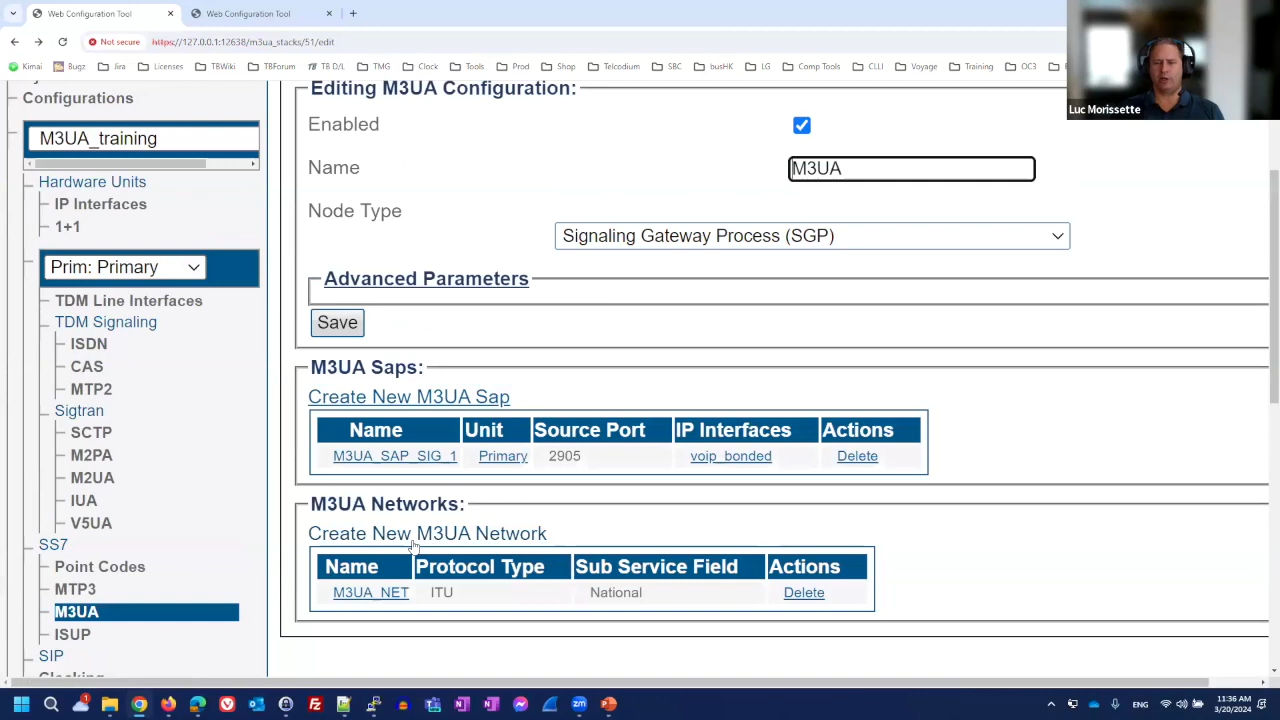 Web Configuration Tool
Web Configuration Tool
Not secure
https://127.0.0.1:12638/m3ua_stacks/51/edit
Kimai
Bugz
Jira
Licenses
TBWiki
TBForum
TB D/L
TMG
Clock
Tools
Prod
Shop
Telcodium
SBC
busHK
LG
Comp Tools
CLLI
Voyage
Training
OC3
Luc Morissette
Configurations
M3UA_training
Hardware Units
IP Interfaces
1+1
Prim: Primary
TDM Line Interfaces
TDM Signaling
ISDN
CAS
MTP2
Sigtran
SCTP
M2PA
M2UA
IUA
V5UA
SS7
Point Codes
MTP3
M3UA
ISUP
SIP
Editing M3UA Configuration:
Enabled
Name
M3UA
Node Type
Signaling Gateway Process (SGP)
Advanced Parameters
Save
M3UA Saps:
Create New M3UA Sap
Name Unit Source Port IP Interfaces Actions
M3UA_SAP_SIG_1 Primary 2905 voip_bonded Delete
M3UA Networks:
Create New M3UA Network
Name Protocol Type Sub Service Field Actions
M3UA_NET ITU National Delete
ENG
11:36 AM
3/20/2024